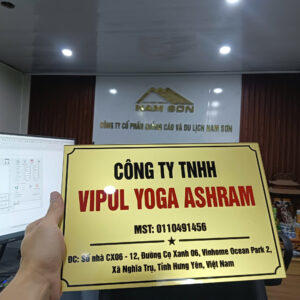 NAM SƠN
CÔNG TY CỔ PHẦN QUẢNG CÁO VÀ DU LỊCH NAM SƠN
CÔNG TY TNHH
VIPUL YOGA ASHRAM
MST: 0110491456
ĐC: Số nhà CX06 - 12, Đường Cọ Xanh 06, Vinhome Ocean Park 2,
Xã Nghĩa Trụ, Tỉnh Hưng Yên, Việt Nam